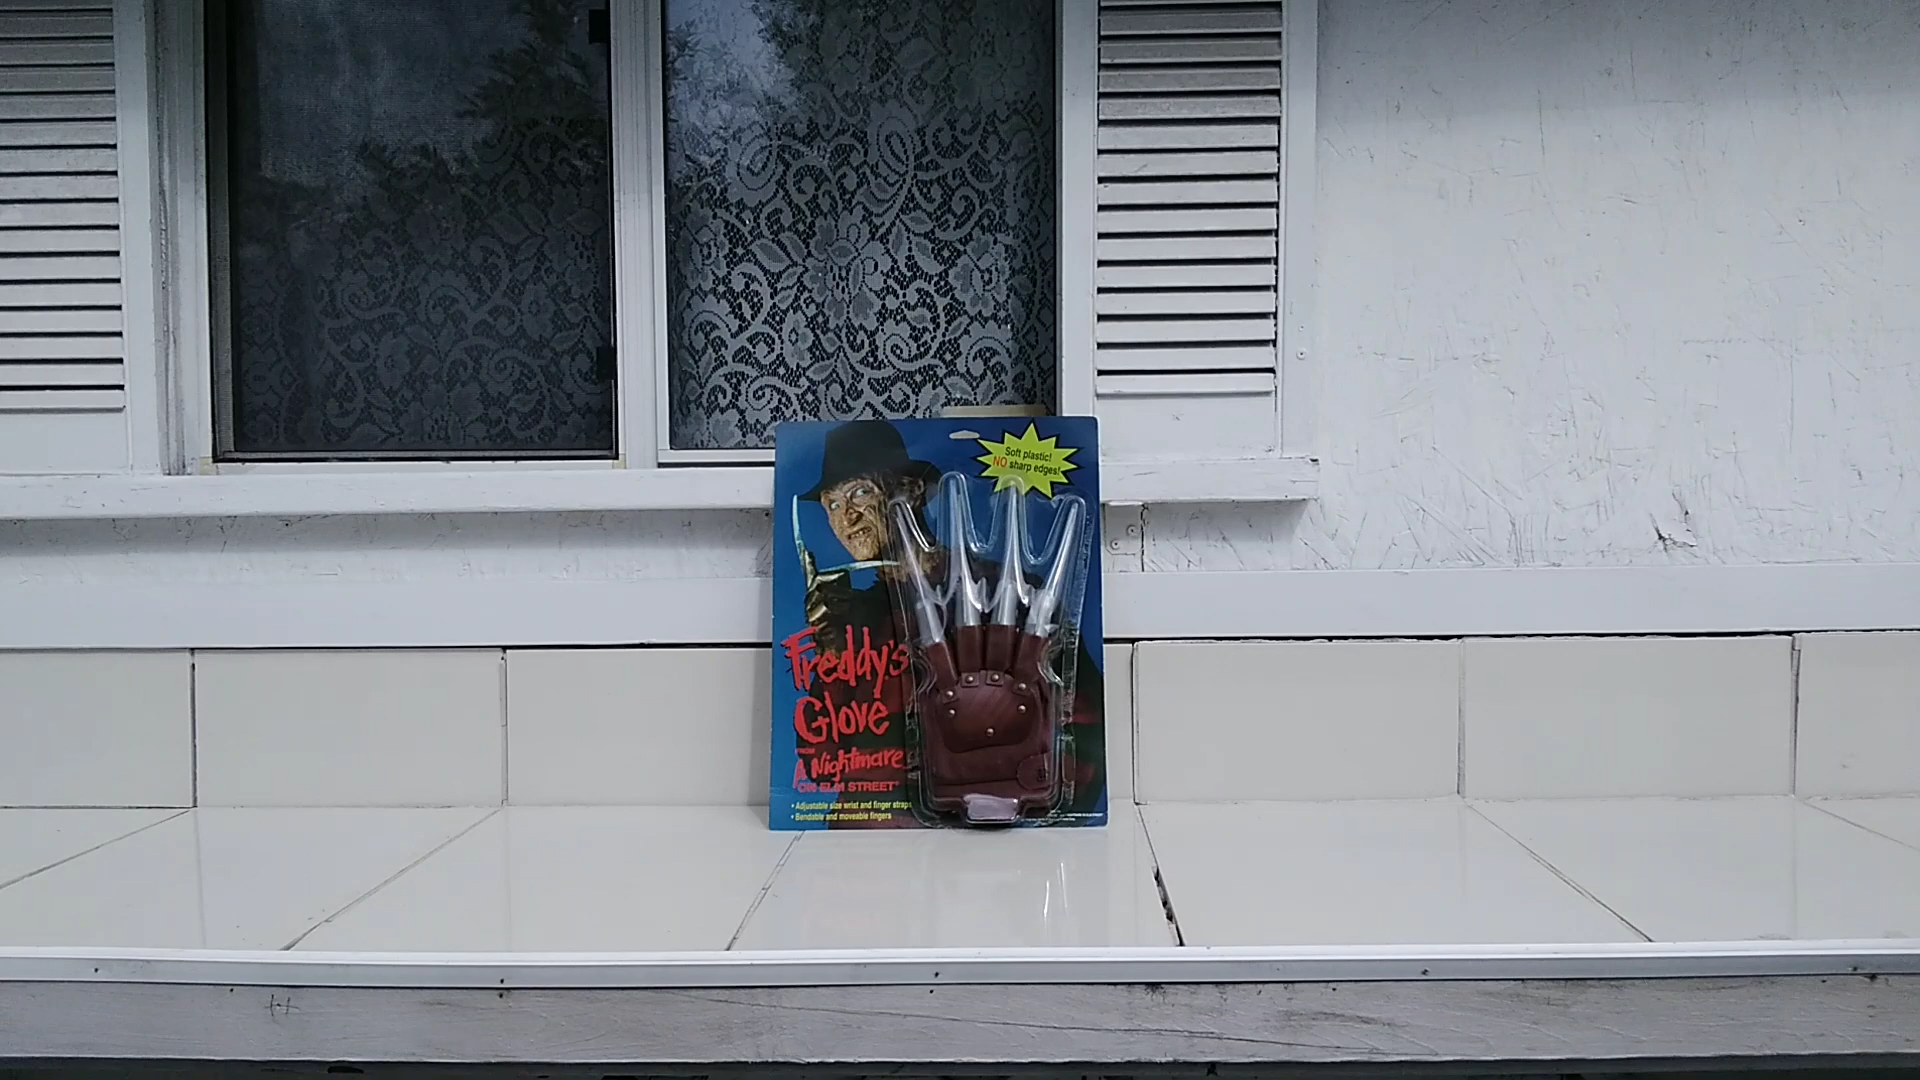 Soft plastic!
NO sharp edges!
Freddy's
Glove
FROM
A Nightmare
ON ELM STREET
• Adjustable size wrist and finger straps
• Bendable and moveable fingers